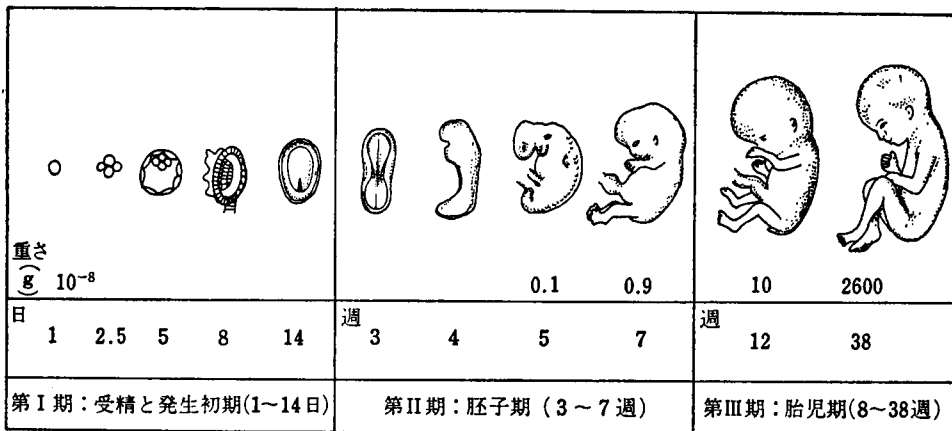 重さ
(g) 10⁻⁸ 0.1 0.9 10 2600
日 1 2.5 5 8 14 週 3 4 5 7 週 12 38
第Ⅰ期：受精と発生初期(1〜14日) 第Ⅱ期：胚子期（3〜7週） 第Ⅲ期：胎児期(8〜38週)